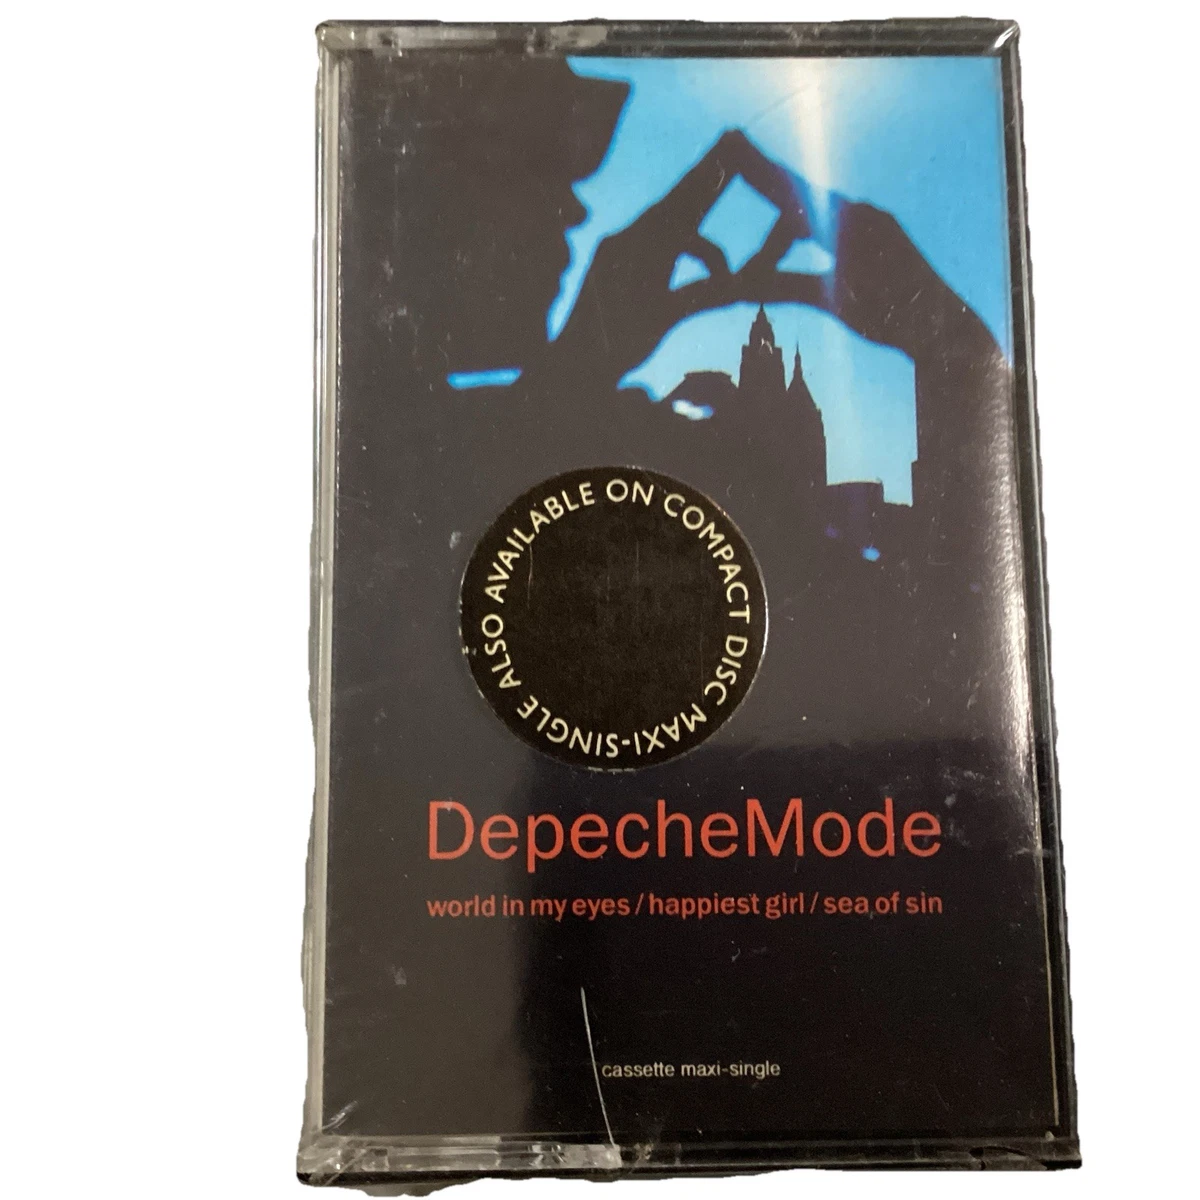 ALSO AVAILABLE ON COMPACT DISC MAXI-SINGLE
DepecheMode
world in my eyes / happiest girl / sea of sin
cassette maxi-single